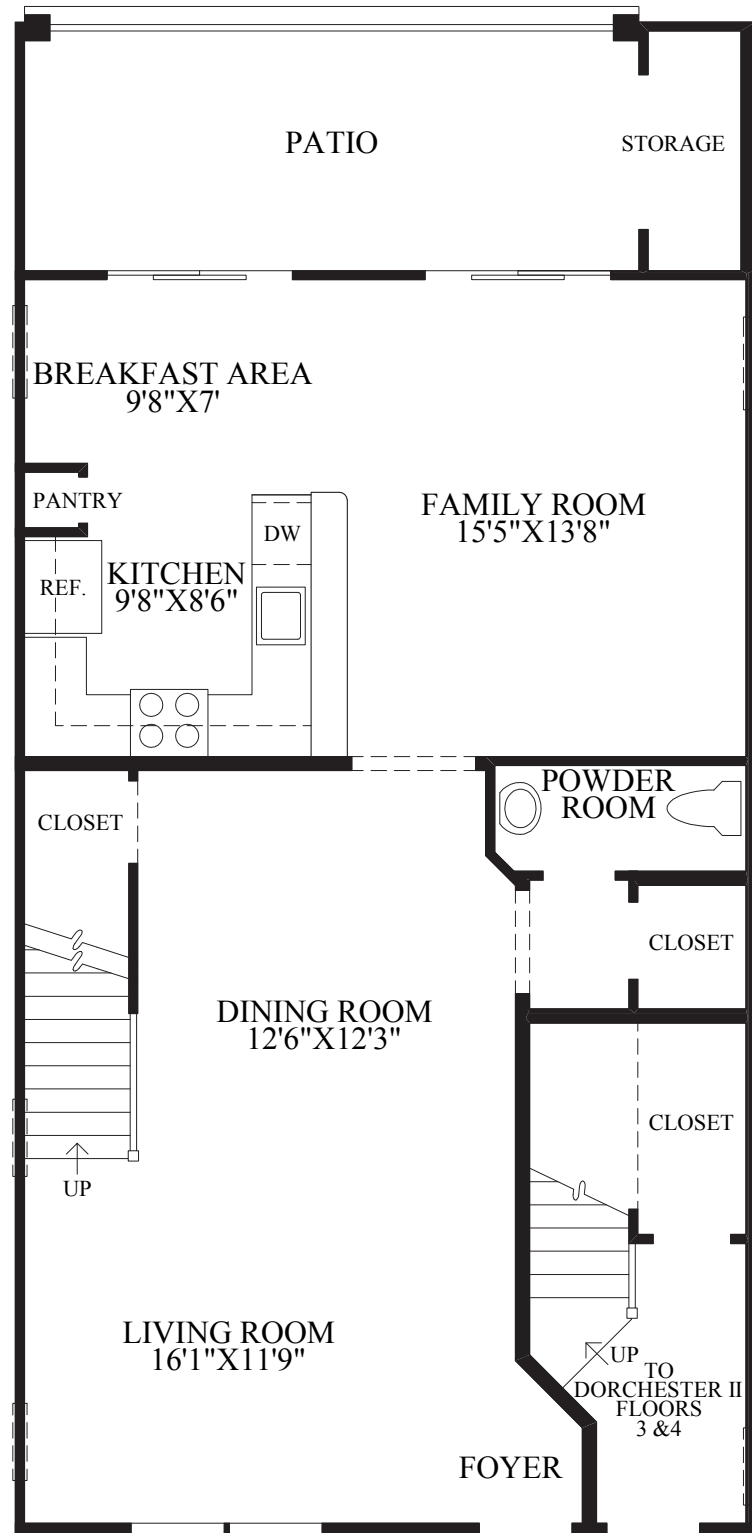 PATIO
STORAGE
BREAKFAST AREA
9'8"X7'
PANTRY
FAMILY ROOM
15'5"X13'8"
DW
KITCHEN
9'8"X8'6"
REF.
POWDER
ROOM
CLOSET
CLOSET
DINING ROOM
12'6"X12'3"
CLOSET
UP
LIVING ROOM
16'1"X11'9"
UP
TO
DORCHESTER II
FLOORS
3 &4
FOYER